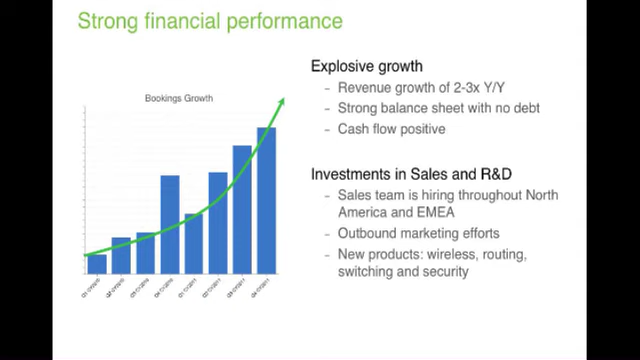 Strong financial performance
Explosive growth
- Revenue growth of 2-3x Y/Y
- Strong balance sheet with no debt
- Cash flow positive
Investments in Sales and R&D
- Sales team is hiring throughout North
America and EMEA
- Outbound marketing efforts
- New products: wireless, routing,
switching and security
Bookings Growth